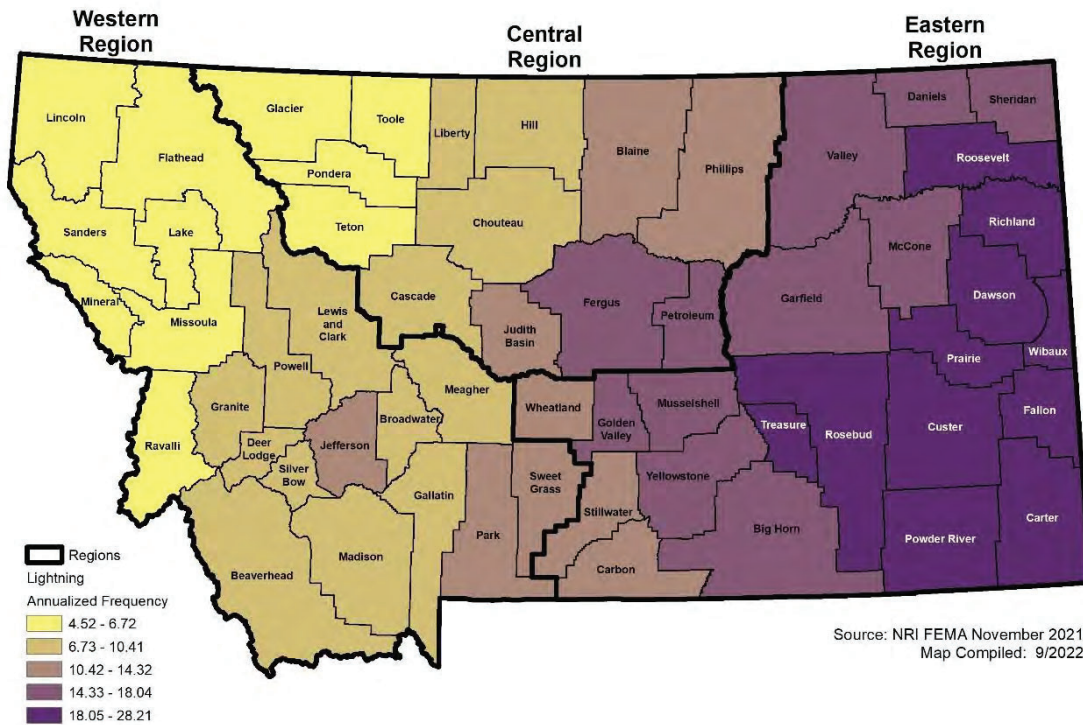 Western
Region
Central
Region
Eastern
Region
Lincoln
Flathead
Glacier
Toole
Liberty
Hill
Blaine
Phillips
Valley
Daniels
Sheridan
Roosevelt
Pondera
Teton
Chouteau
Sanders
Lake
Richland
McCone
Mineral
Missoula
Lewis
and
Clark
Cascade
Judith
Basin
Fergus
Petroleum
Garfield
Dawson
Prairie
Wibaux
Powell
Granite
Meagher
Broadwater
Jefferson
Deer
Lodge
Silver
Bow
Ravalli
Wheatland
Golden
Valley
Musselshell
Treasure
Rosebud
Custer
Fallon
Gallatin
Park
Sweet
Grass
Stillwater
Yellowstone
Big Horn
Carbon
Powder River
Carter
Beaverhead
Madison
Regions
Lightning
Annualized Frequency
4.52 - 6.72
6.73 - 10.41
10.42 - 14.32
14.33 - 18.04
18.05 - 28.21
Source: NRI FEMA November 2021
Map Compiled: 9/2022